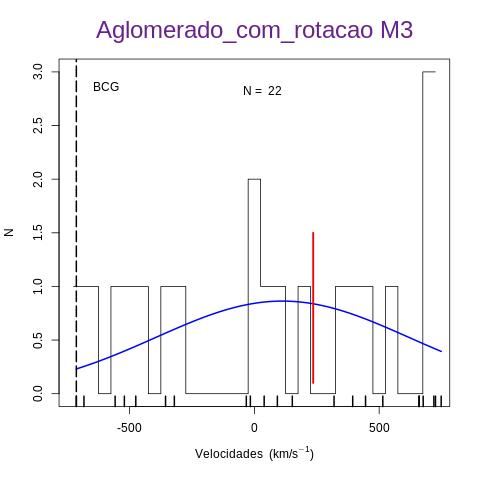 Aglomerado_com_rotacao M3
BCG
N = 22
3.0
2.5
2.0
1.5
1.0
0.5
0.0
N
-500 0 500
Velocidades (km/s⁻¹)